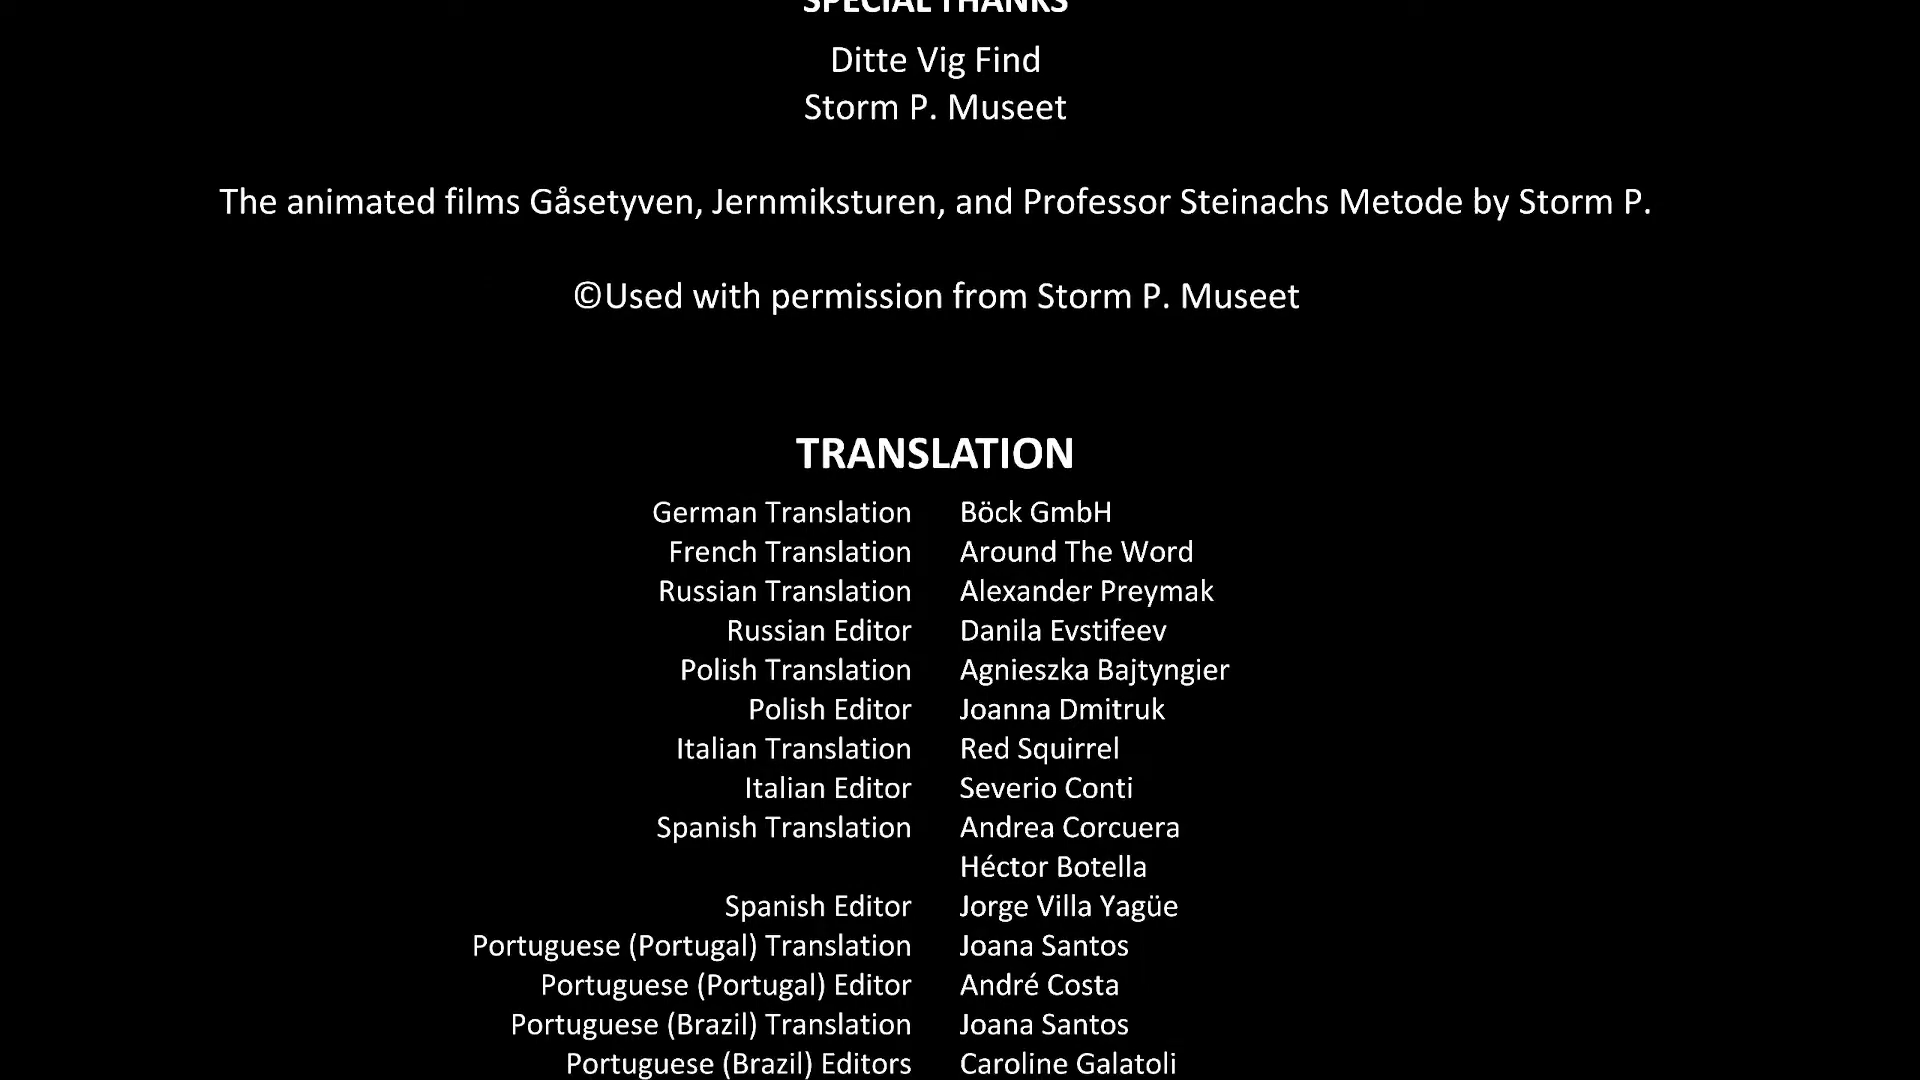 SPECIAL THANKS
Ditte Vig Find
Storm P. Museet
The animated films Gåsetyven, Jernmiksturen, and Professor Steinachs Metode by Storm P.
©Used with permission from Storm P. Museet
TRANSLATION
German Translation Böck GmbH
French Translation Around The Word
Russian Translation Alexander Preymak
Russian Editor Danila Evstifeev
Polish Translation Agnieszka Bajtyngier
Polish Editor Joanna Dmitruk
Italian Translation Red Squirrel
Italian Editor Severio Conti
Spanish Translation Andrea Corcuera
Héctor Botella
Spanish Editor Jorge Villa Yagüe
Portuguese (Portugal) Translation Joana Santos
Portuguese (Portugal) Editor André Costa
Portuguese (Brazil) Translation Joana Santos
Portuguese (Brazil) Editors Caroline Galatoli